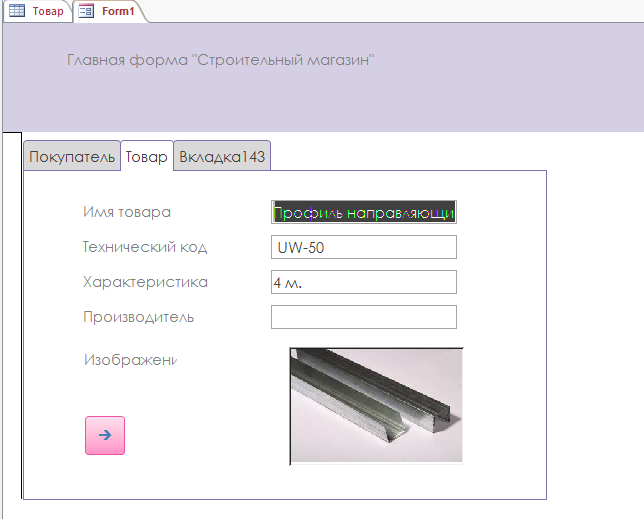 Товар Form1
Главная форма "Строительный магазин"
Покупатель Товар Вкладка143
Имя товара Профиль направляющи
Технический код UW-50
Характеристика 4 м.
Производитель
Изображени